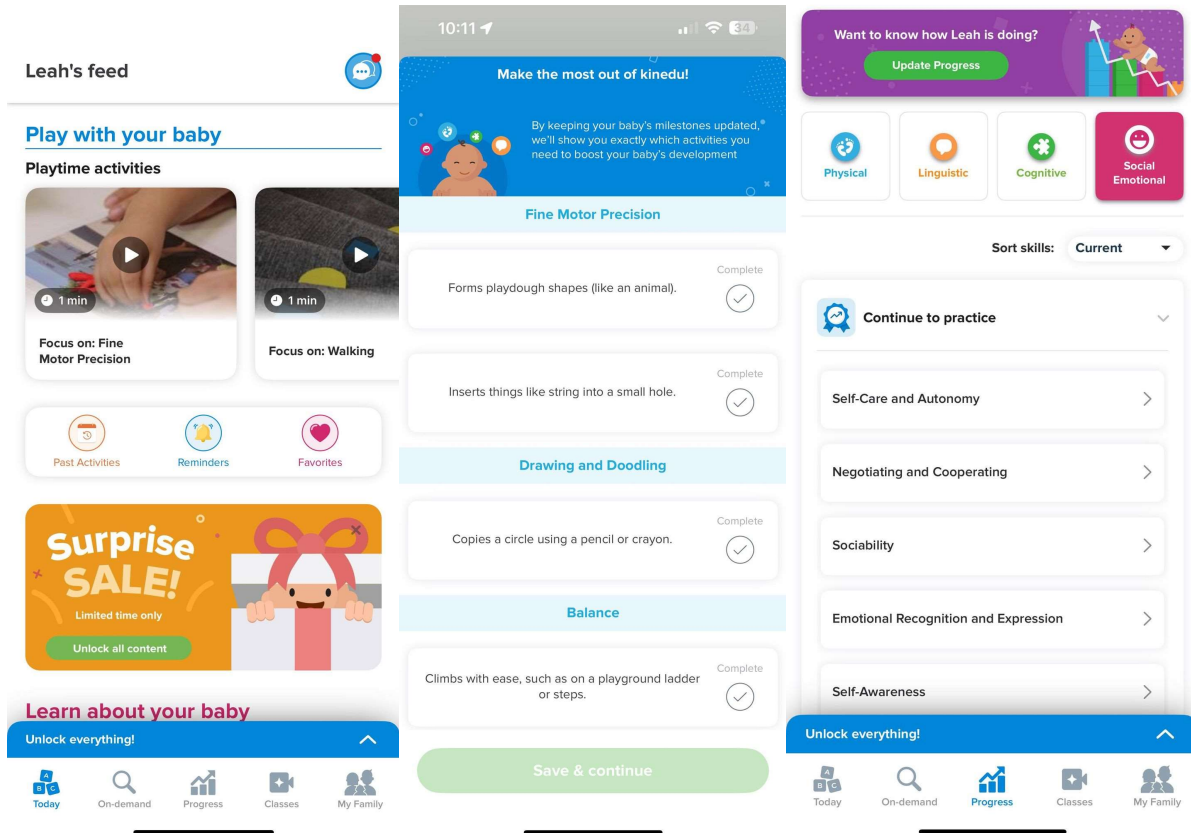 Leah's feed
Play with your baby
Playtime activities
1 min
1 min
Focus on: Fine
Motor Precision
Focus on: Walking
Past Activities
Reminders
Favorites
Surprise
SALE!
Limited time only
Unlock all content
Learn about your baby
Unlock everything!
A
B C
Today
On-demand
Progress
Classes
My Family
10:11
34
Make the most out of kinedu!
By keeping your baby's milestones updated,
we'll show you exactly which activities you
need to boost your baby's development
Fine Motor Precision
Complete
Forms playdough shapes (like an animal).
Complete
Inserts things like string into a small hole.
Drawing and Doodling
Complete
Copies a circle using a pencil or crayon.
Balance
Complete
Climbs with ease, such as on a playground ladder
or steps.
Save & continue
Want to know how Leah is doing?
Update Progress
Physical
Linguistic
Cognitive
Social
Emotional
Sort skills: Current
Continue to practice
Self-Care and Autonomy
Negotiating and Cooperating
Sociability
Emotional Recognition and Expression
Self-Awareness
Unlock everything!
A
B C
Today
On-demand
Progress
Classes
My Family